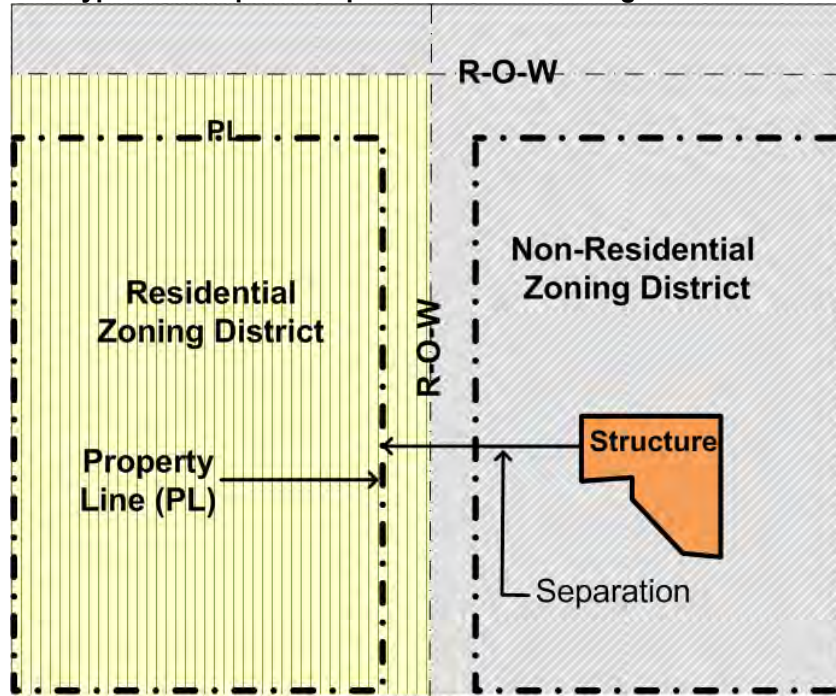 R-O-W
PL
Non-Residential
Zoning District
Residential
Zoning District
R-O-W
Structure
Property
Line (PL)
Separation